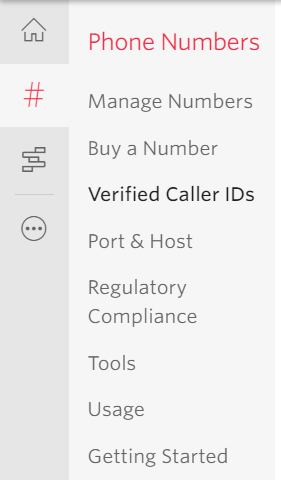 Phone Numbers
#
Manage Numbers
Buy a Number
Verified Caller IDs
Port & Host
Regulatory
Compliance
Tools
Usage
Getting Started